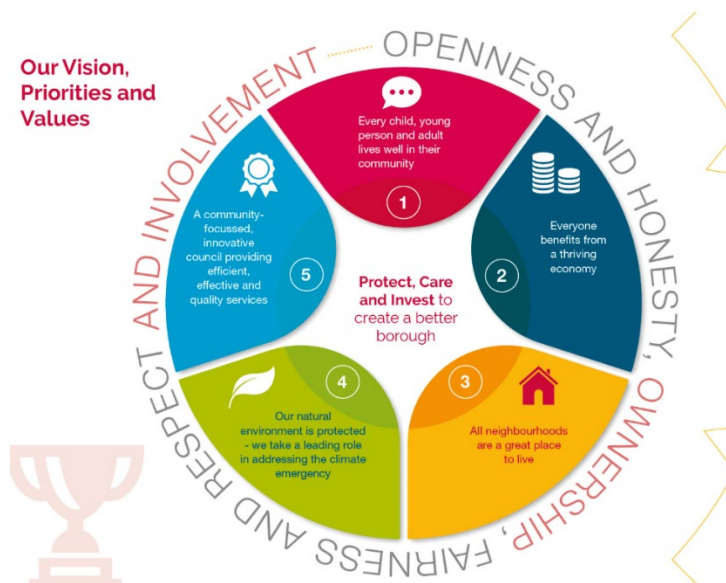 Our Vision,
Priorities and
Values
OPENNESS AND HONESTY, OWNERSHIP, FAIRNESS AND RESPECT AND INVOLVEMENT
Every child, young
person and adult
lives well in their
community
1
Everyone
benefits from
a thriving
economy
2
All neighbourhoods
are a great place
to live
3
Our natural
environment is protected
- we take a leading role
in addressing the climate
emergency
4
A community-
focussed,
innovative
council providing
efficient,
effective and
quality services
5
Protect, Care
and Invest to
create a better
borough